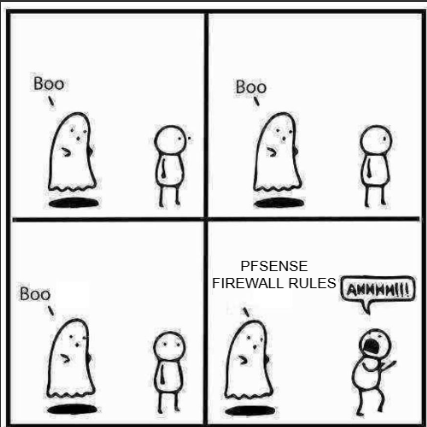 Boo
Boo
Boo
PFSENSE
FIREWALL RULES
AHHHH!!!